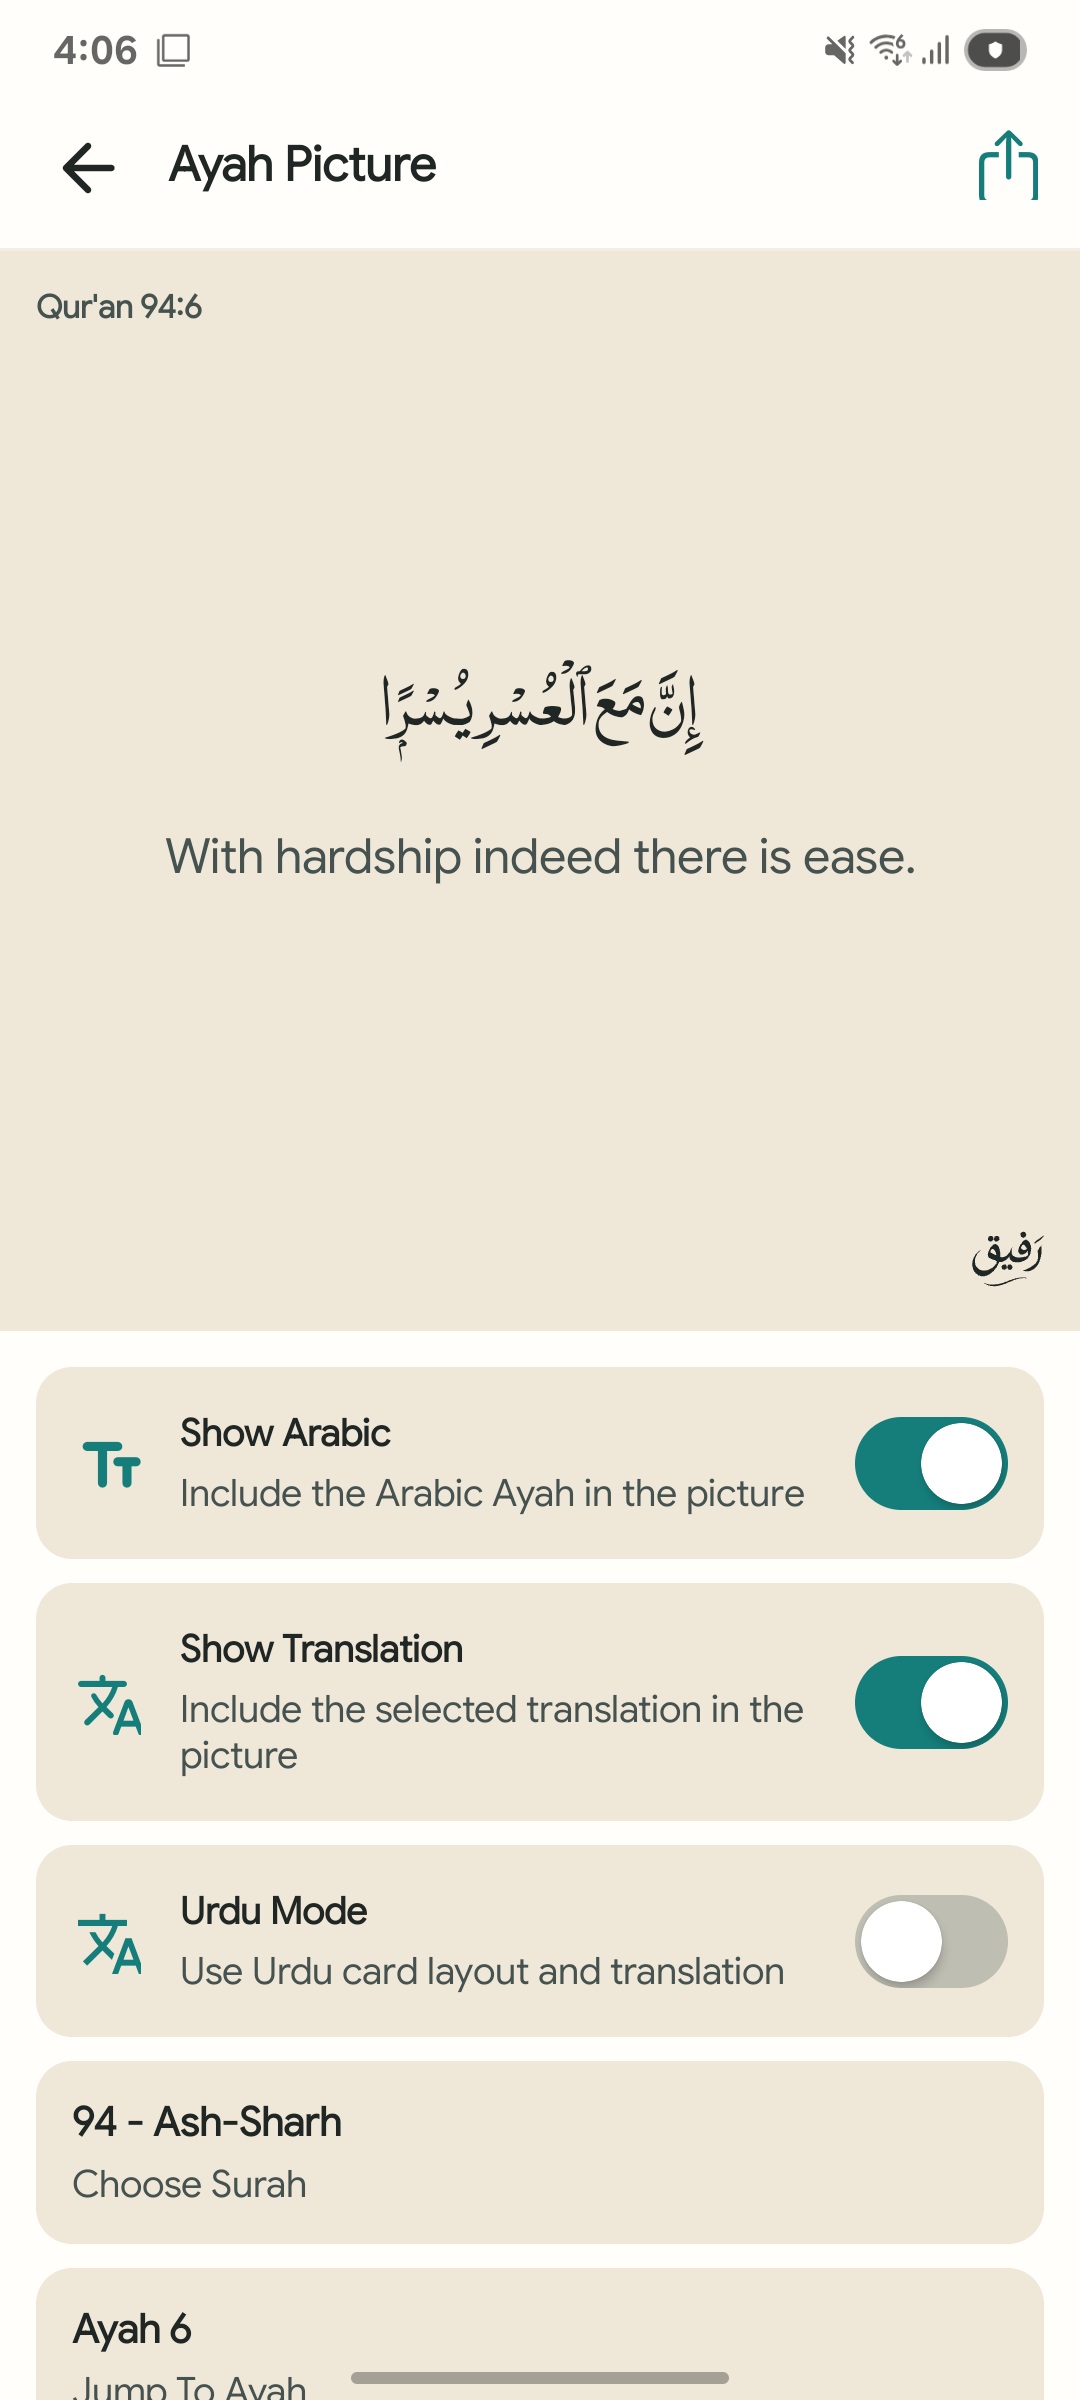 4:06
6
Ayah Picture
Qur'an 94:6
إِنَّ مَعَ ٱلْعُسْرِ يُسْرًا
With hardship indeed there is ease.
رَفيق
Show Arabic
Include the Arabic Ayah in the picture
Show Translation
Include the selected translation in the
picture
Urdu Mode
Use Urdu card layout and translation
94 - Ash-Sharh
Choose Surah
Ayah 6
Jump To Ayah